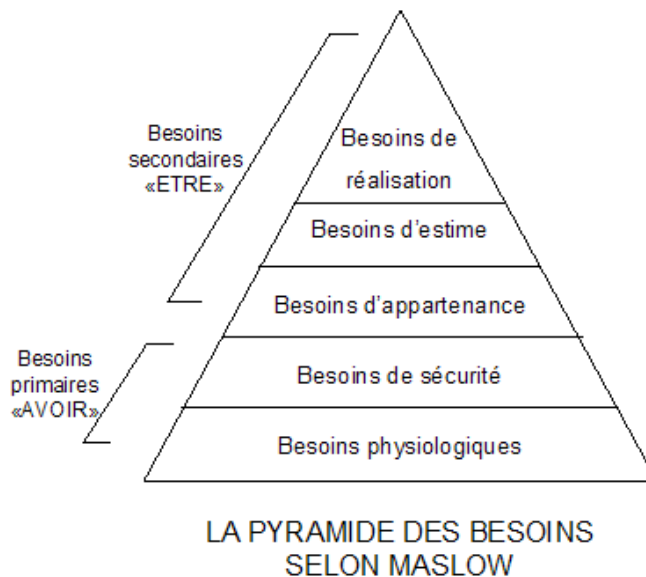 Besoins
secondaires
«ETRE»
Besoins de
réalisation
Besoins d'estime
Besoins d'appartenance
Besoins
primaires
«AVOIR»
Besoins de sécurité
Besoins physiologiques
LA PYRAMIDE DES BESOINS
SELON MASLOW